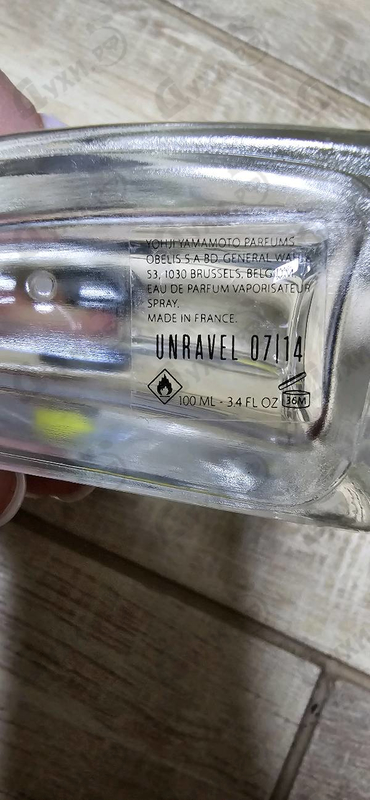 YOHJI YAMAMOTO PARFUMS
OBELIS S.A BD. GENERAL
53, 1030 BRUSSELS, BELGIUM
EAU DE PARFUM VAPORISATEUR
SPRAY.
MADE IN FRANCE.
UNRAVEL 07|14
100 ML - 3.4 FL OZ 36M